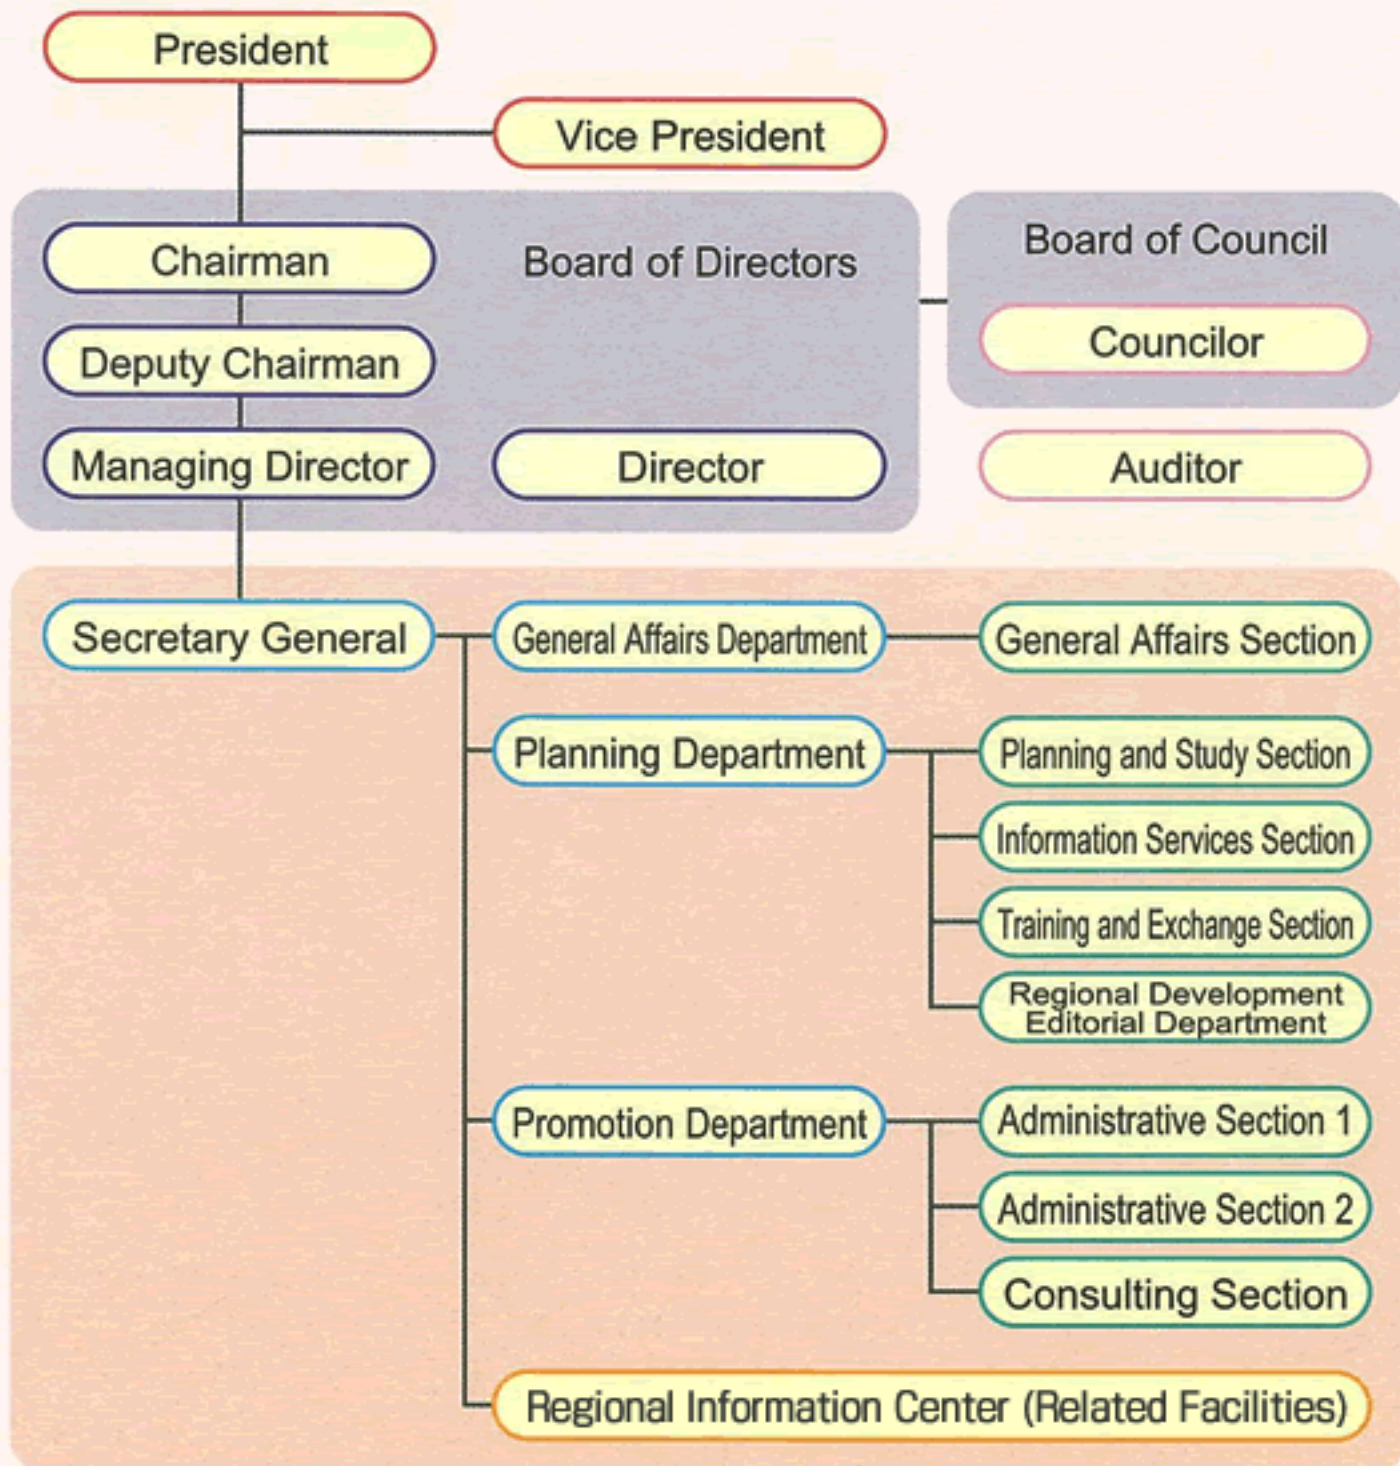 President
Vice President
Chairman
Board of Directors
Board of Council
Deputy Chairman
Councilor
Managing Director
Director
Auditor
Secretary General
General Affairs Department
General Affairs Section
Planning Department
Planning and Study Section
Information Services Section
Training and Exchange Section
Regional Development
Editorial Department
Promotion Department
Administrative Section 1
Administrative Section 2
Consulting Section
Regional Information Center (Related Facilities)